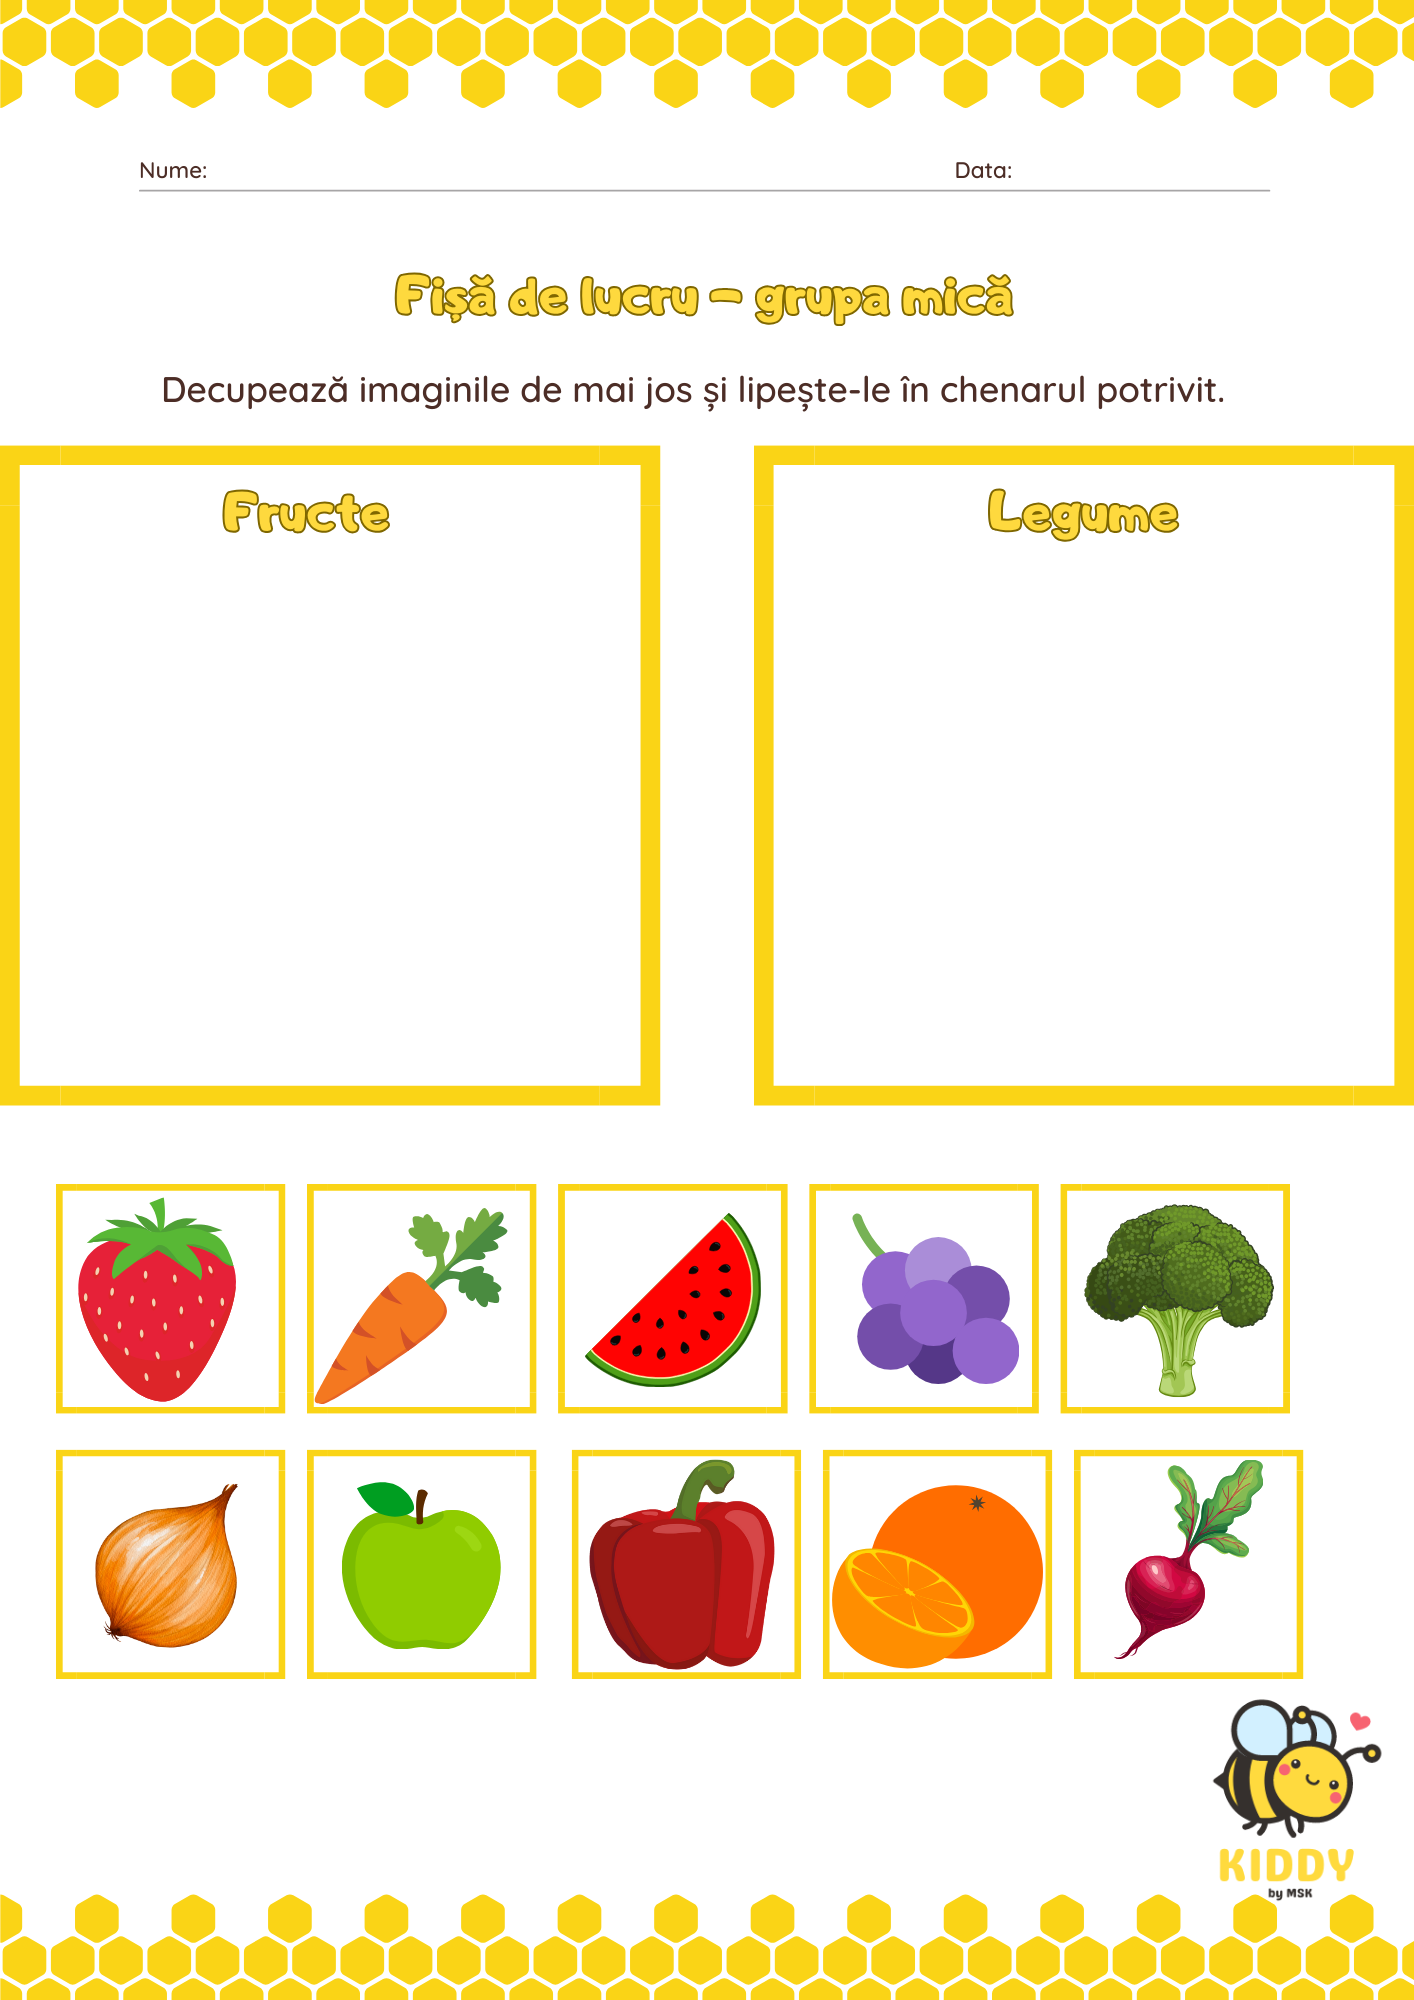 Nume: Data:
Fișă de lucru - grupa mică
Decupează imaginile de mai jos și lipește-le în chenarul potrivit.
Fructe
Legume
KIDDY
by MSK